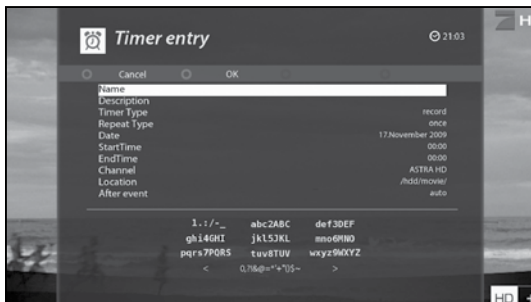 H
Timer entry 21:03
Cancel OK
Name
Description
Timer Type record
Repeat Type once
Date 17.November 2009
StartTime 00:00
EndTime 00:00
Channel ASTRA HD
Location /hdd/movie/
After event auto
1.:/-_ abc2ABC def3DEF
ghi4GHI jkl5JKL mno6MNO
pqrs7PQRS tuv8TUV wxyz9WXYZ
< >
HD